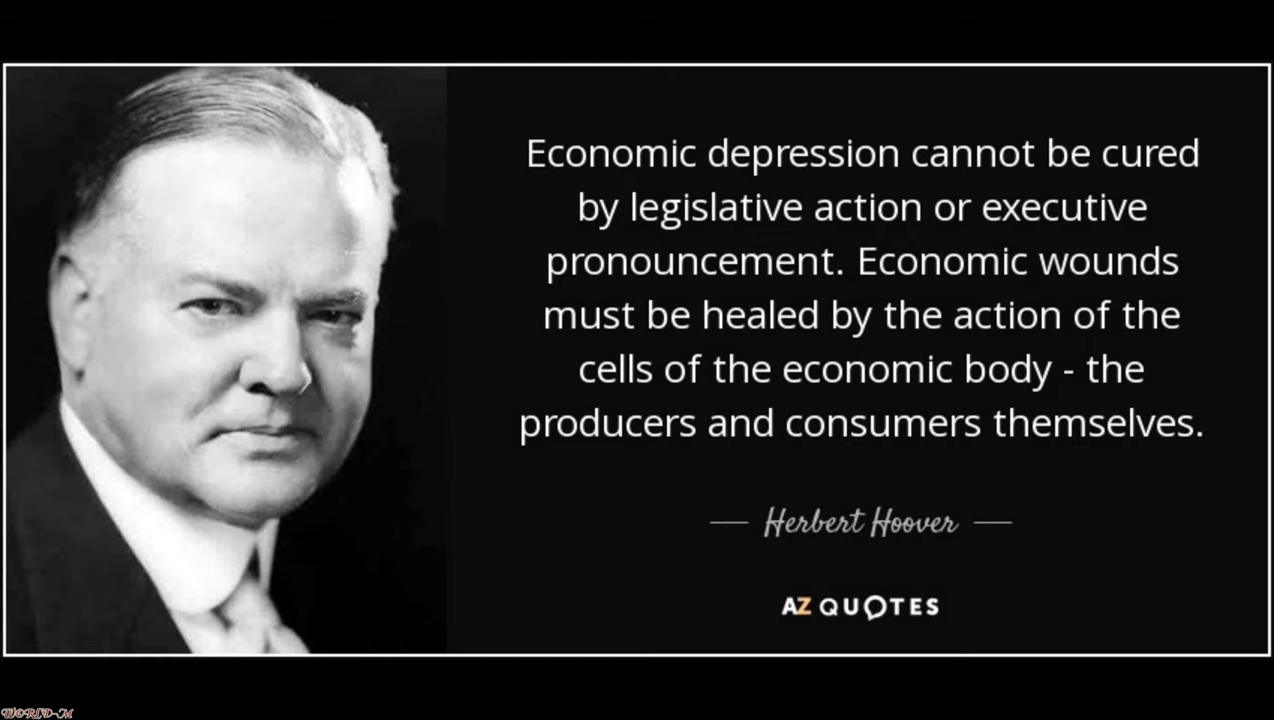 Economic depression cannot be cured
by legislative action or executive
pronouncement. Economic wounds
must be healed by the action of the
cells of the economic body - the
producers and consumers themselves.
Herbert Hoover
AZ QUOTES
WORLD-M